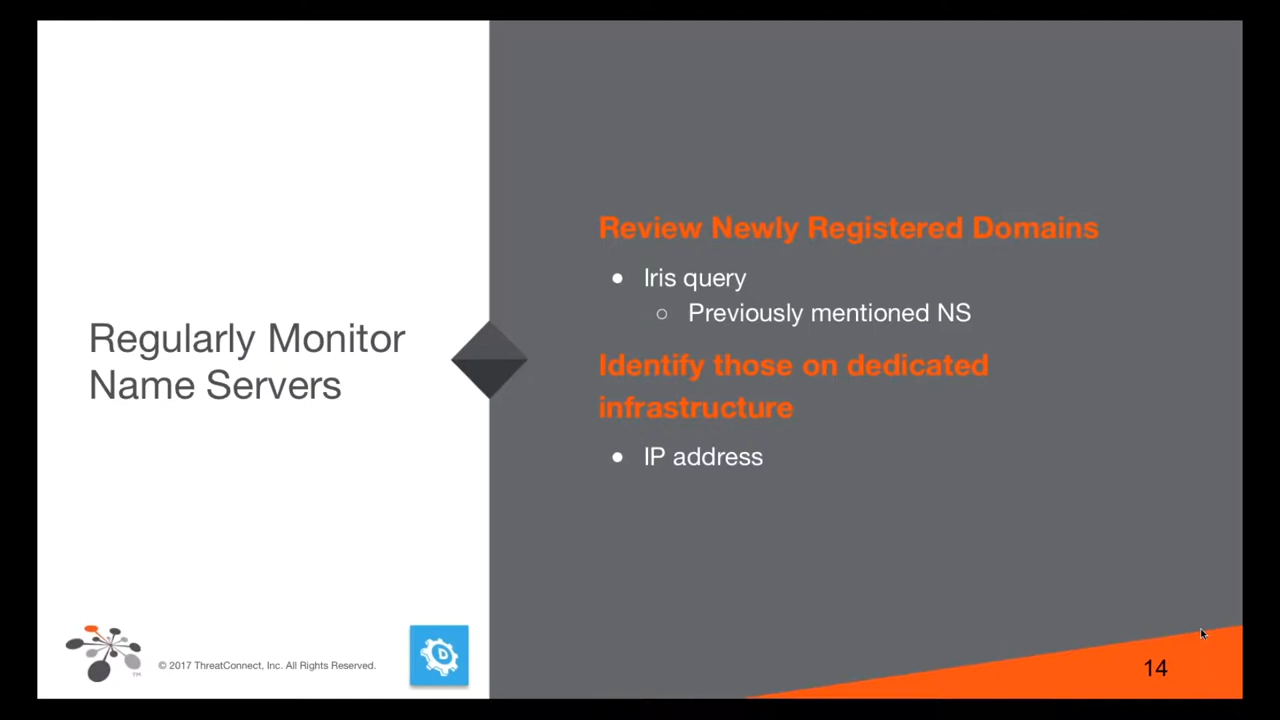 Regularly Monitor
Name Servers
Review Newly Registered Domains
● Iris query
○ Previously mentioned NS
Identify those on dedicated
infrastructure
● IP address
TM
© 2017 ThreatConnect, Inc. All Rights Reserved.
D
14